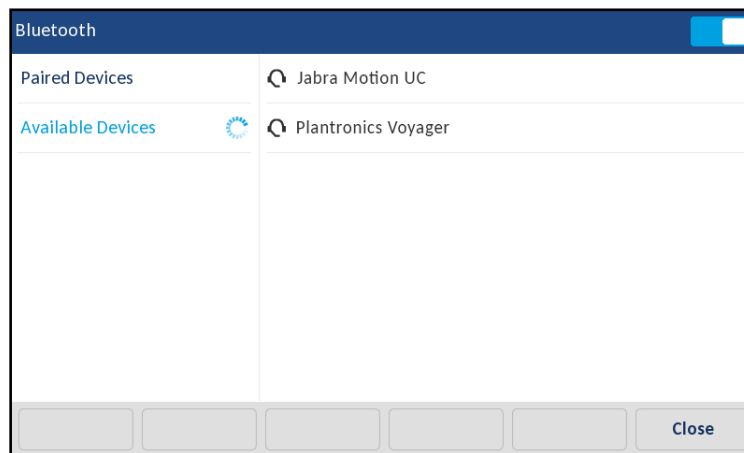 Bluetooth
Paired Devices
Available Devices
Jabra Motion UC
Plantronics Voyager
Close